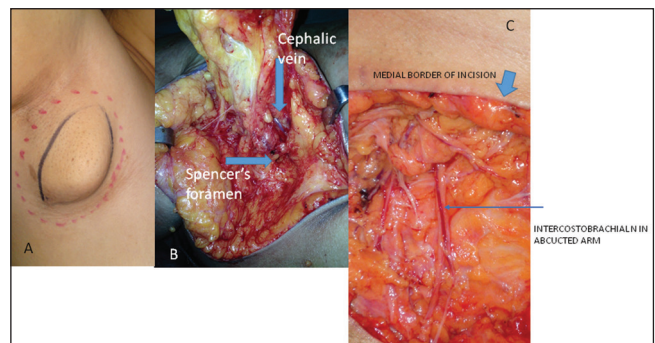 A
B
Cephalic
vein
Spencer's
foramen
C
MEDIAL BORDER OF INCISION
INTERCOSTOBRACHIAL N IN
ABCUCTED ARM